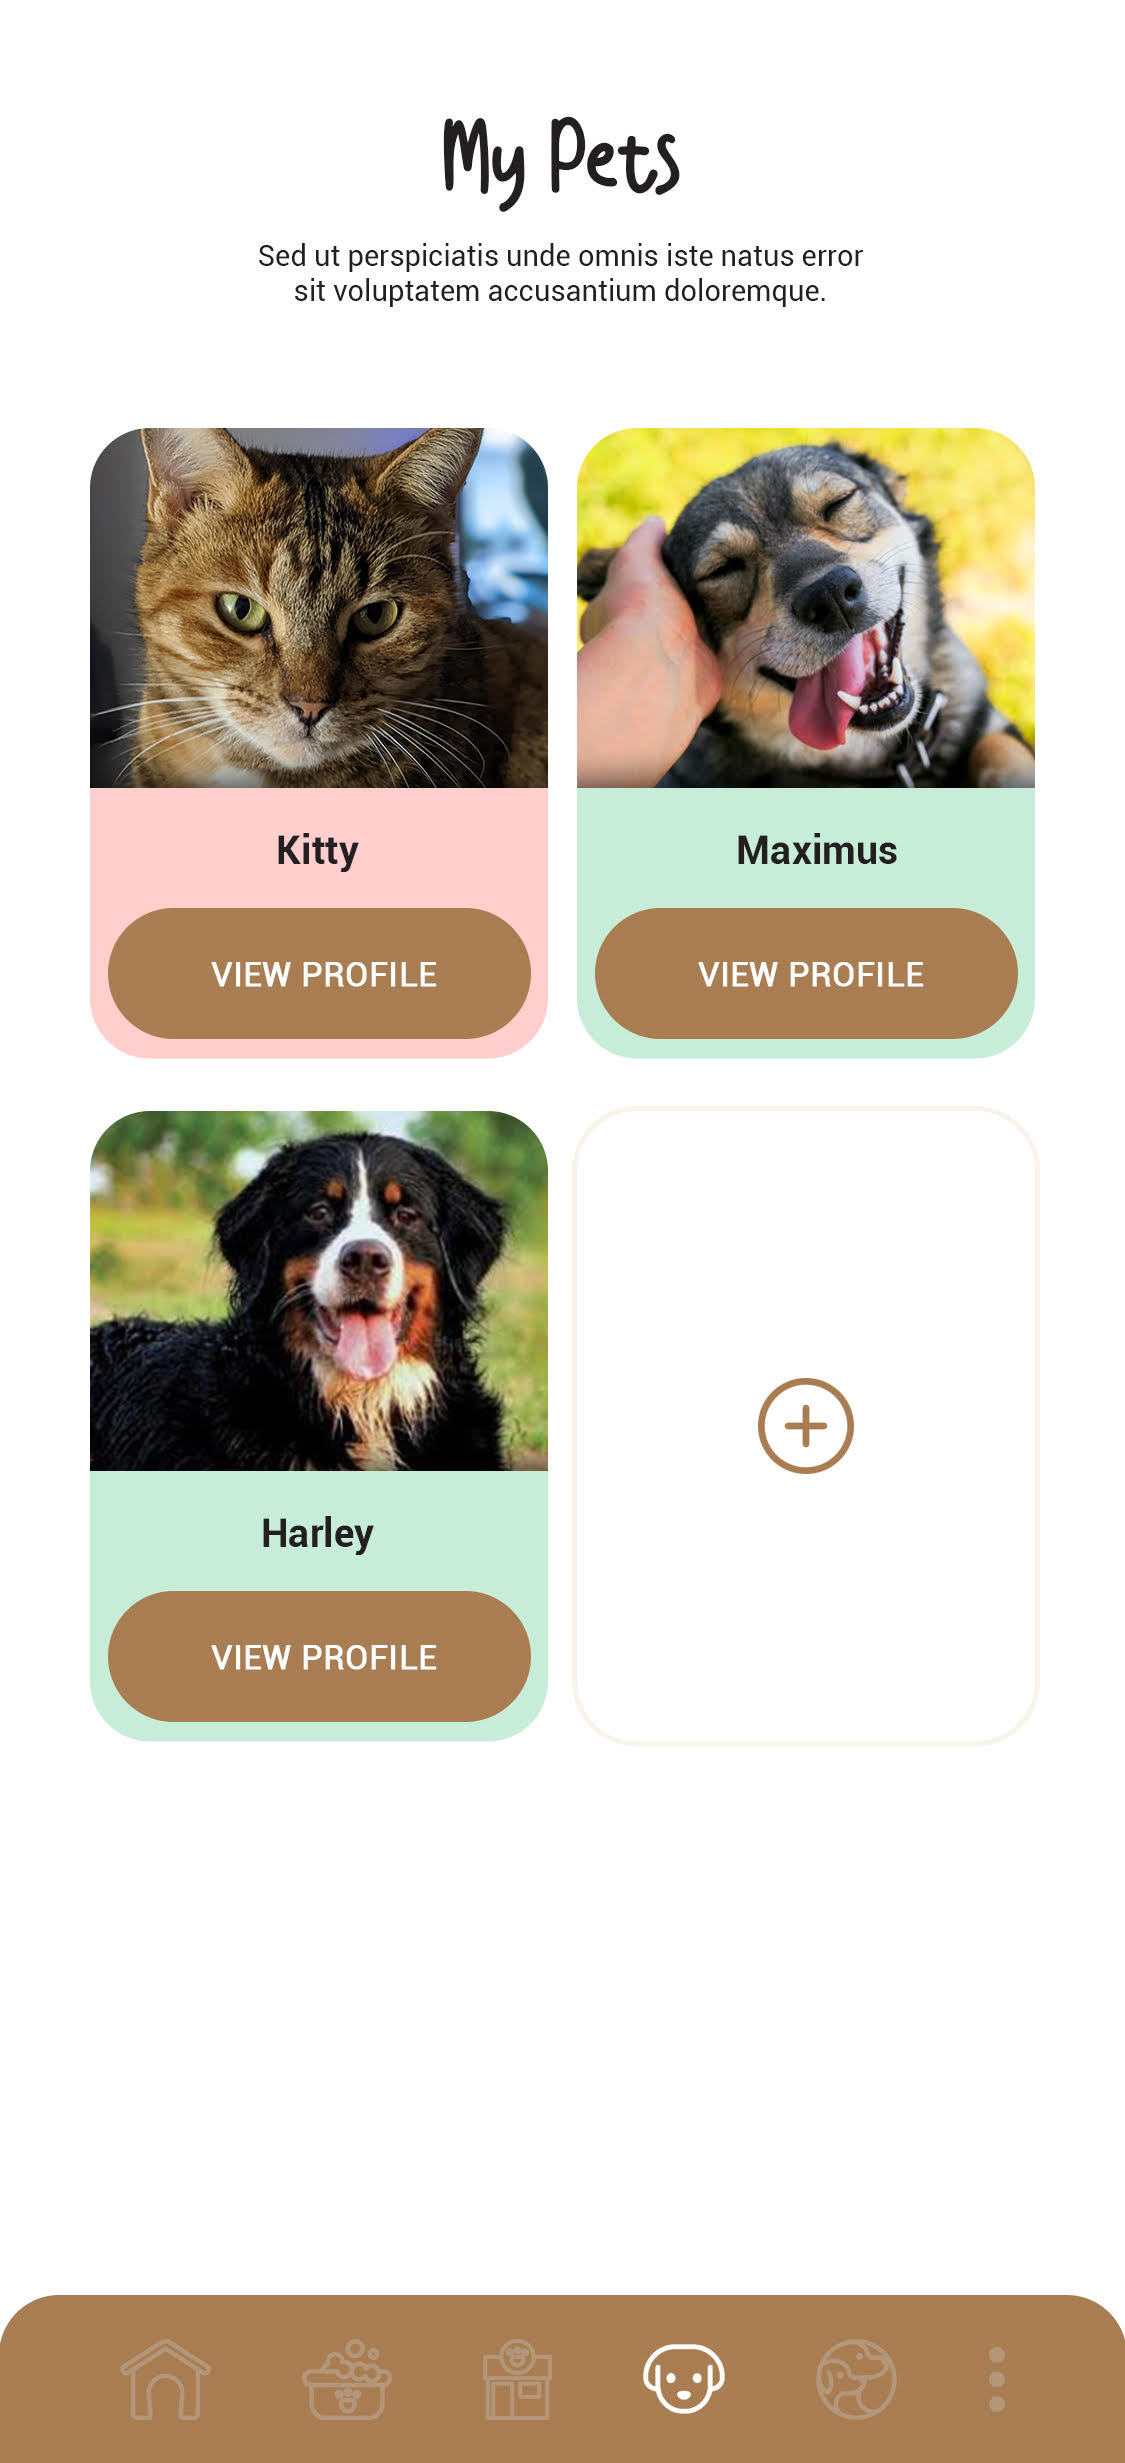 My Pets
Sed ut perspiciatis unde omnis iste natus error
sit voluptatem accusantium doloremque.
Kitty
Maximus
VIEW PROFILE
VIEW PROFILE
Harley
VIEW PROFILE